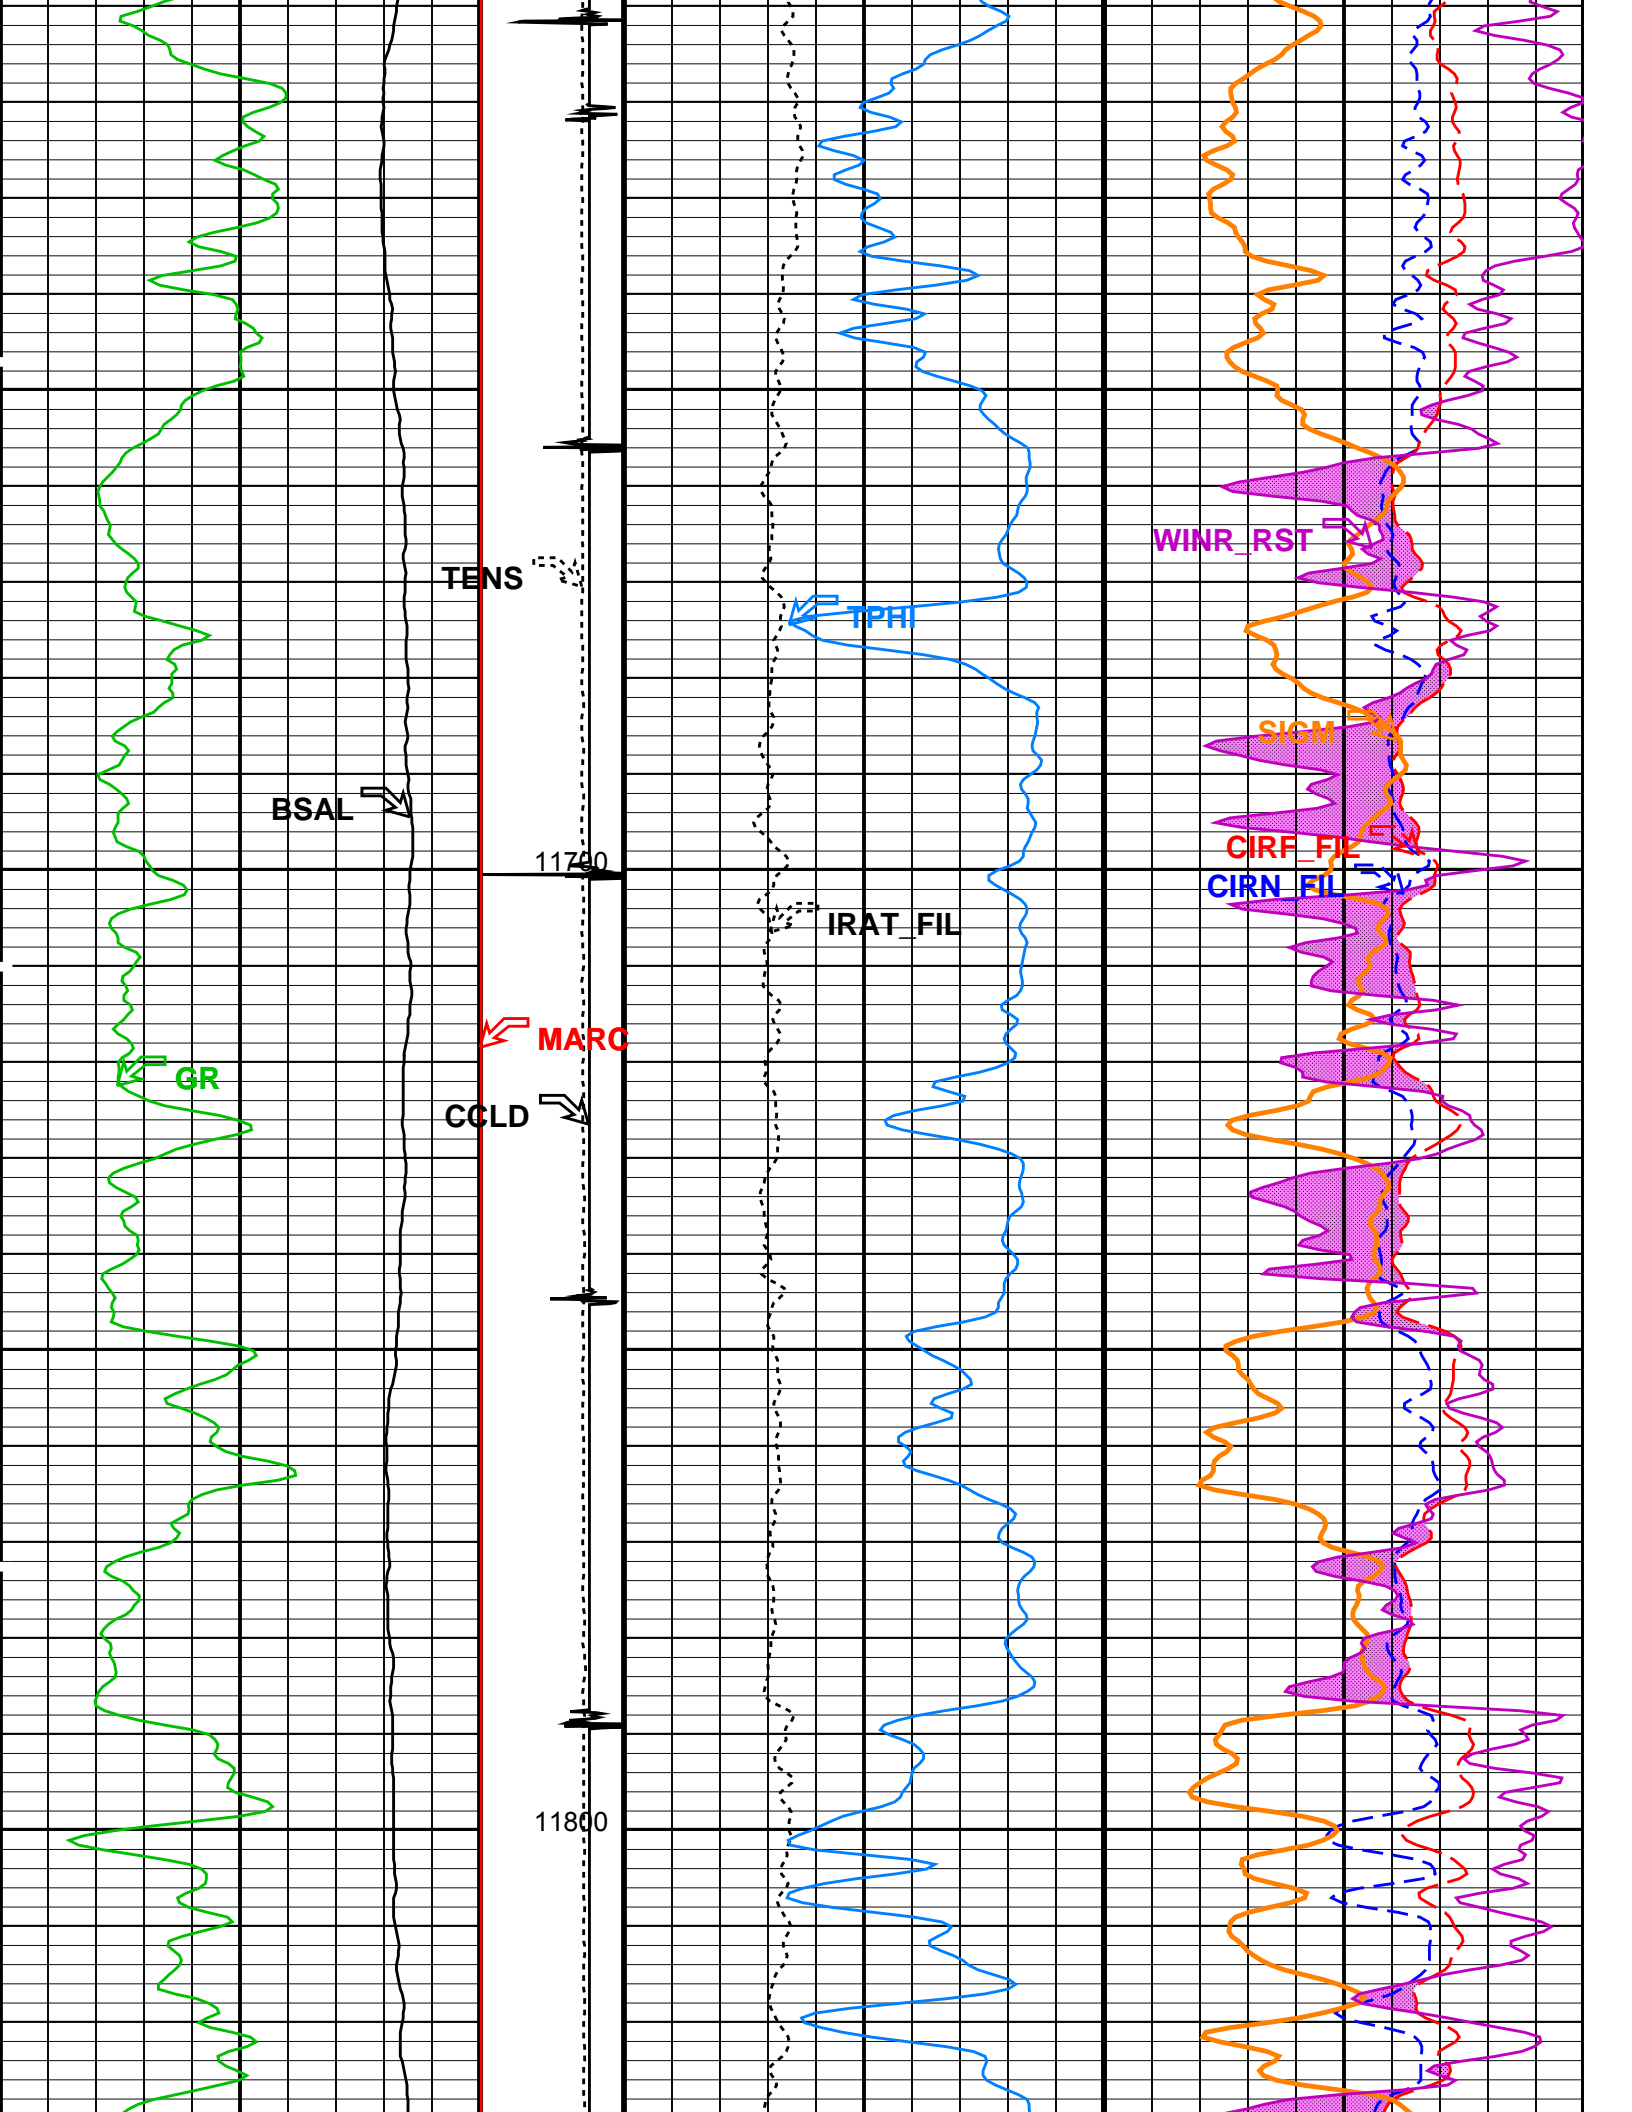 WINR_RST
TENS
TPHI
SIGM
BSAL
CIRF_FIL
11700
CIRN_FIL
IRAT_FIL
MARC
GR
CCLD
11800